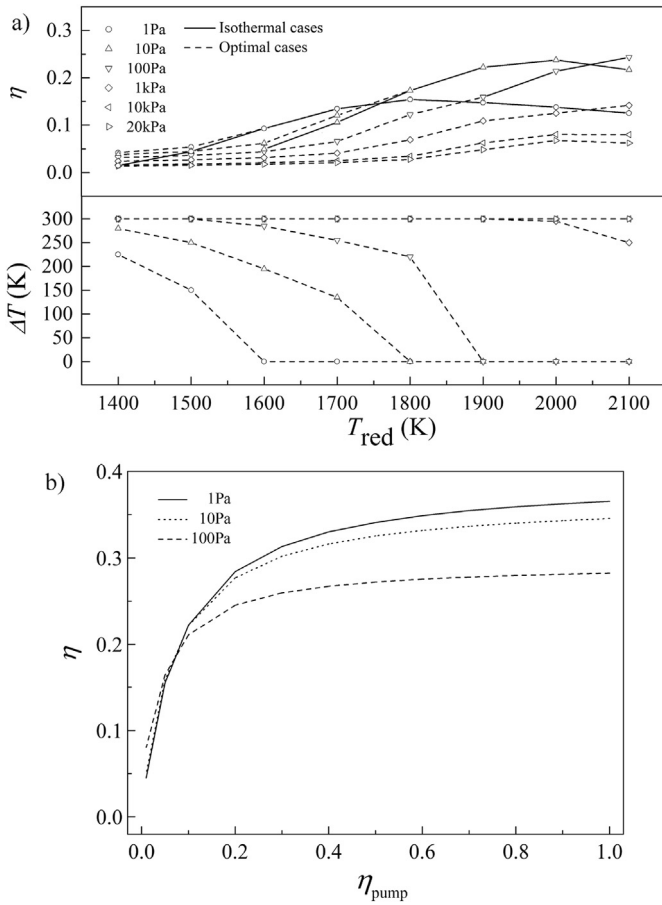 a)
1Pa
10Pa
100Pa
1kPa
10kPa
20kPa
Isothermal cases
Optimal cases
η
0.3
0.2
0.1
0.0
ΔT (K)
300
250
200
150
100
50
0
1400 1500 1600 1700 1800 1900 2000 2100
T_red (K)
b)
1Pa
10Pa
100Pa
η
0.4
0.3
0.2
0.1
0.0
0.0 0.2 0.4 0.6 0.8 1.0
η_pump